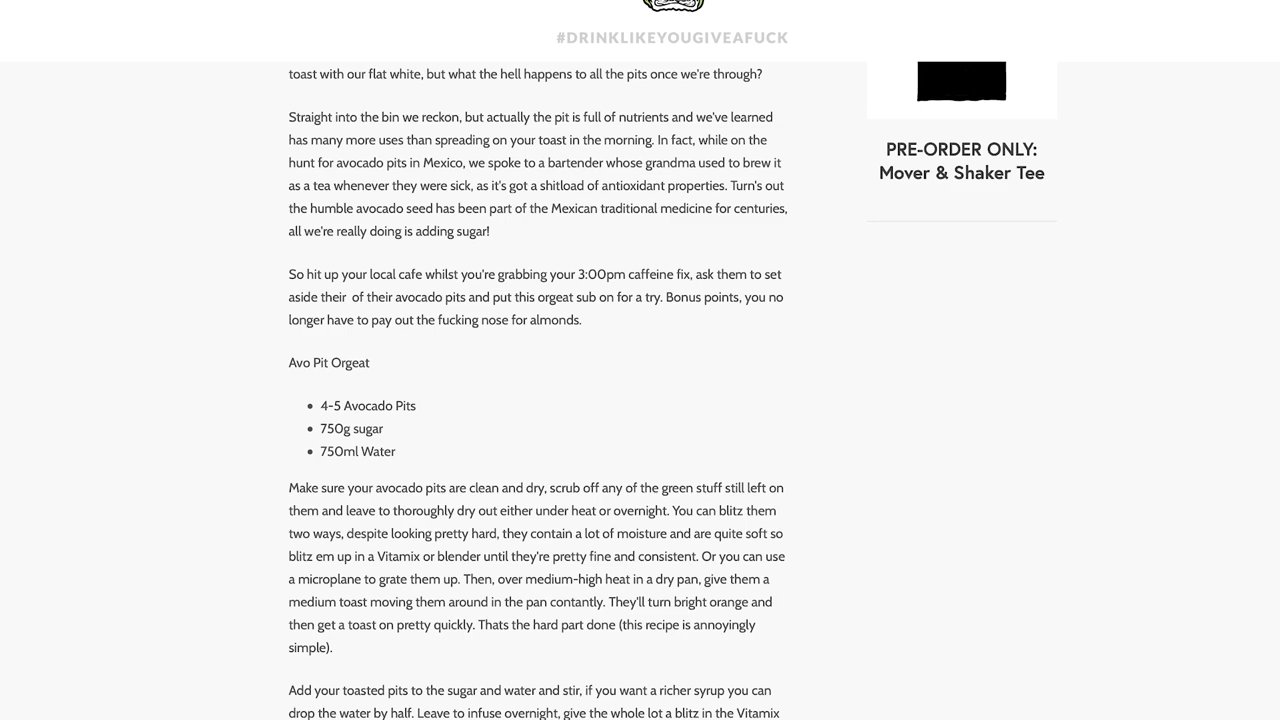 #DRINKLIKEYOUGIVEAFUCK
toast with our flat white, but what the hell happens to all the pits once we're through?
Straight into the bin we reckon, but actually the pit is full of nutrients and we've learned
has many more uses than spreading on your toast in the morning. In fact, while on the
hunt for avocado pits in Mexico, we spoke to a bartender whose grandma used to brew it
as a tea whenever they were sick, as it's got a shitload of antioxidant properties. Turn's out
the humble avocado seed has been part of the Mexican traditional medicine for centuries,
all we're really doing is adding sugar!
So hit up your local cafe whilst you're grabbing your 3:00pm caffeine fix, ask them to set
aside their  of their avocado pits and put this orgeat sub on for a try. Bonus points, you no
longer have to pay out the fucking nose for almonds.
Avo Pit Orgeat
• 4-5 Avocado Pits
• 750g sugar
• 750ml Water
Make sure your avocado pits are clean and dry, scrub off any of the green stuff still left on
them and leave to thoroughly dry out either under heat or overnight. You can blitz them
two ways, despite looking pretty hard, they contain a lot of moisture and are quite soft so
blitz em up in a Vitamix or blender until they're pretty fine and consistent. Or you can use
a microplane to grate them up. Then, over medium-high heat in a dry pan, give them a
medium toast moving them around in the pan contantly. They'll turn bright orange and
then get a toast on pretty quickly. Thats the hard part done (this recipe is annoyingly
simple).
Add your toasted pits to the sugar and water and stir, if you want a richer syrup you can
drop the water by half. Leave to infuse overnight, give the whole lot a blitz in the Vitamix
PRE-ORDER ONLY:
Mover & Shaker Tee